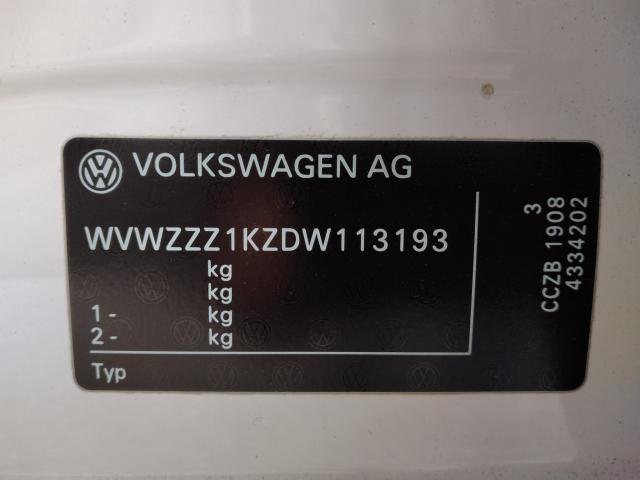 VOLKSWAGEN AG
WVWZZZ1KZDW113193
kg
kg
1 - kg
2 - kg
Typ
3
CCZB 1908
4334202